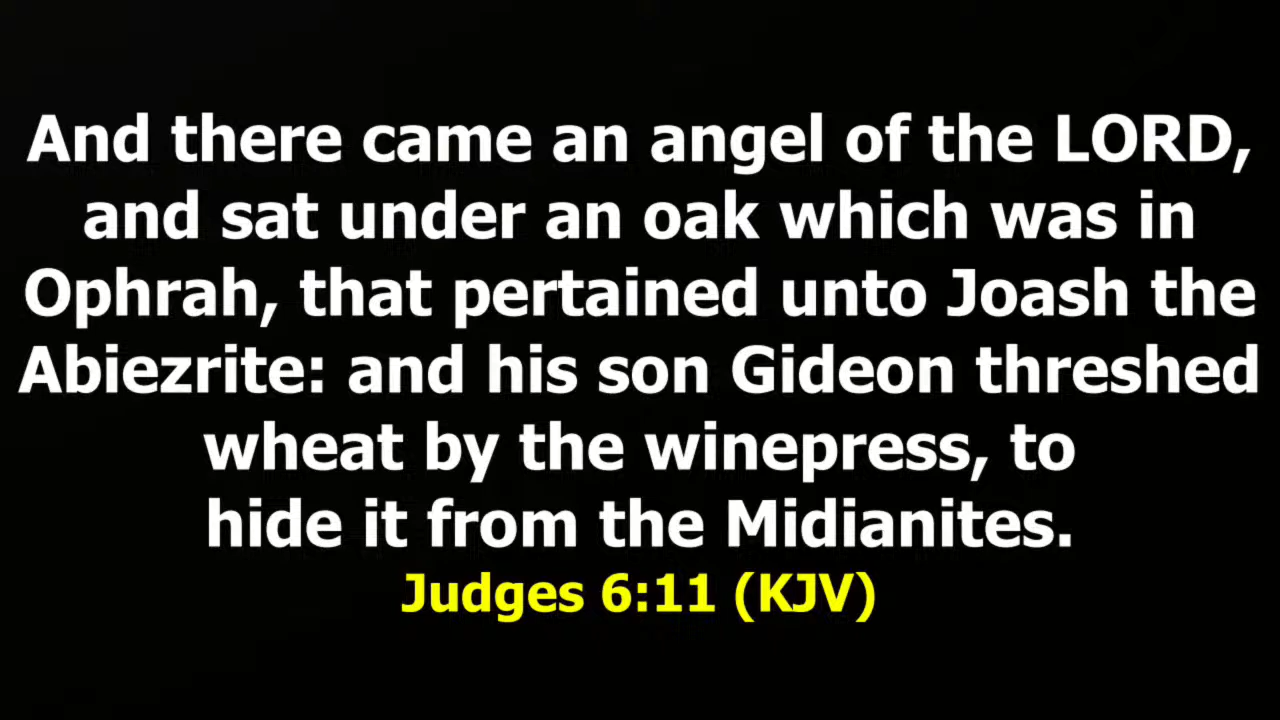 And there came an angel of the LORD,
and sat under an oak which was in
Ophrah, that pertained unto Joash the
Abiezrite: and his son Gideon threshed
wheat by the winepress, to
hide it from the Midianites.
Judges 6:11 (KJV)